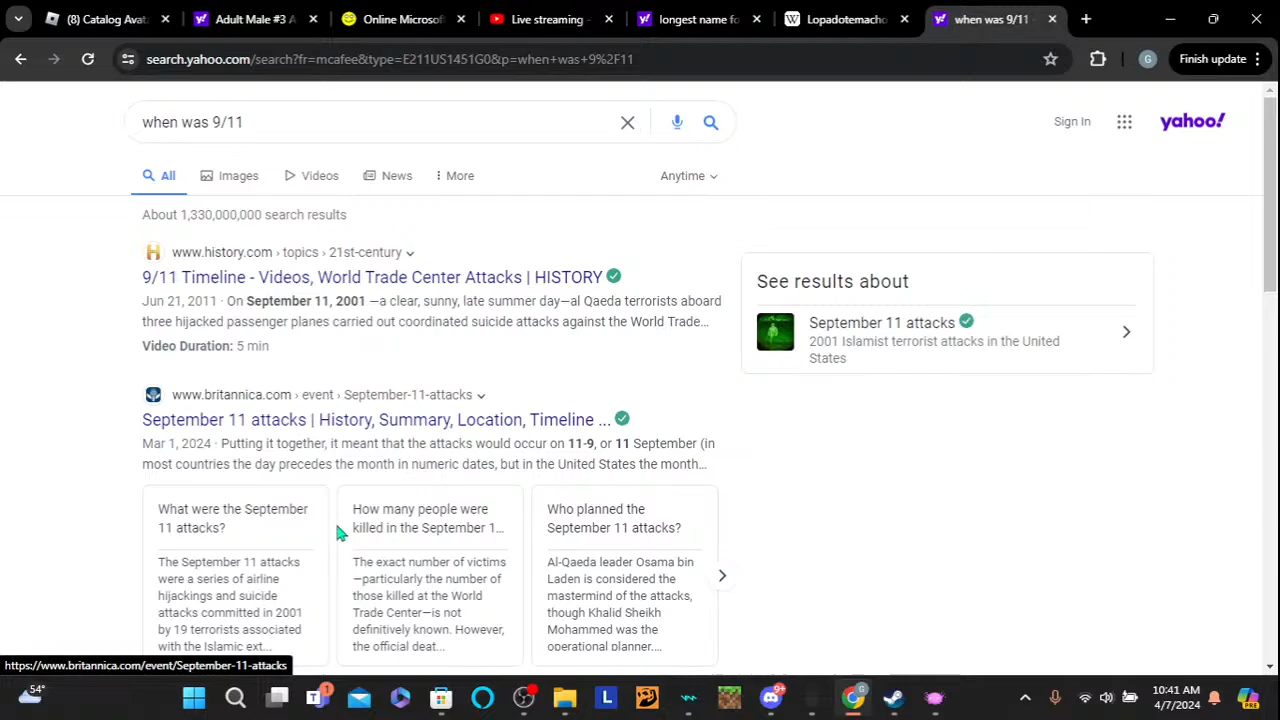 (8) Catalog Avata
Adult Male #3 A
Online Microsof
Live streaming -
longest name fo
Lopadotemacho
when was 9/11 -
search.yahoo.com/search?fr=mcafee&type=E211US1451G0&p=when+was+9%2F11
G
Finish update
when was 9/11
Sign In
yahoo!
All
Images
Videos
News
More
Anytime
About 1,330,000,000 search results
www.history.com › topics › 21st-century
9/11 Timeline - Videos, World Trade Center Attacks | HISTORY
Jun 21, 2011 · On September 11, 2001 —a clear, sunny, late summer day—al Qaeda terrorists aboard
three hijacked passenger planes carried out coordinated suicide attacks against the World Trade…
Video Duration: 5 min
See results about
September 11 attacks
2001 Islamist terrorist attacks in the United
States
www.britannica.com › event › September-11-attacks
September 11 attacks | History, Summary, Location, Timeline ...
Mar 1, 2024 · Putting it together, it meant that the attacks would occur on 11-9, or 11 September (in
most countries the day precedes the month in numeric dates, but in the United States the month…
What were the September
11 attacks?
The September 11 attacks
were a series of airline
hijackings and suicide
attacks committed in 2001
by 19 terrorists associated
with the Islamic ext...
How many people were
killed in the September 1...
The exact number of victims
—particularly the number of
those killed at the World
Trade Center—is not
definitively known. However,
the official deat...
Who planned the
September 11 attacks?
Al-Qaeda leader Osama bin
Laden is considered the
mastermind of the attacks,
though Khalid Sheikh
Mohammed was the
operational planner....
https://www.britannica.com/event/September-11-attacks
54°
10:41 AM
4/7/2024